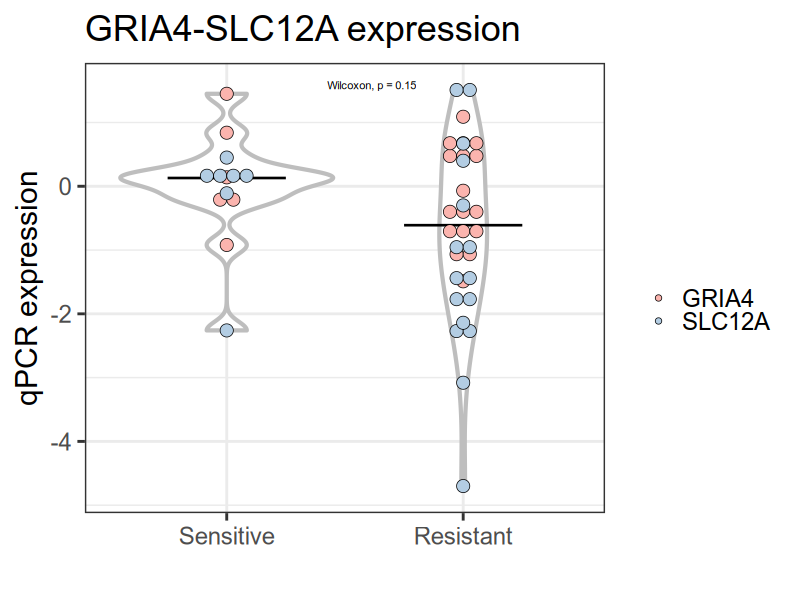 GRIA4-SLC12A expression
Wilcoxon, p = 0.15
qPCR expression
0
-2
-4
Sensitive
Resistant
GRIA4
SLC12A